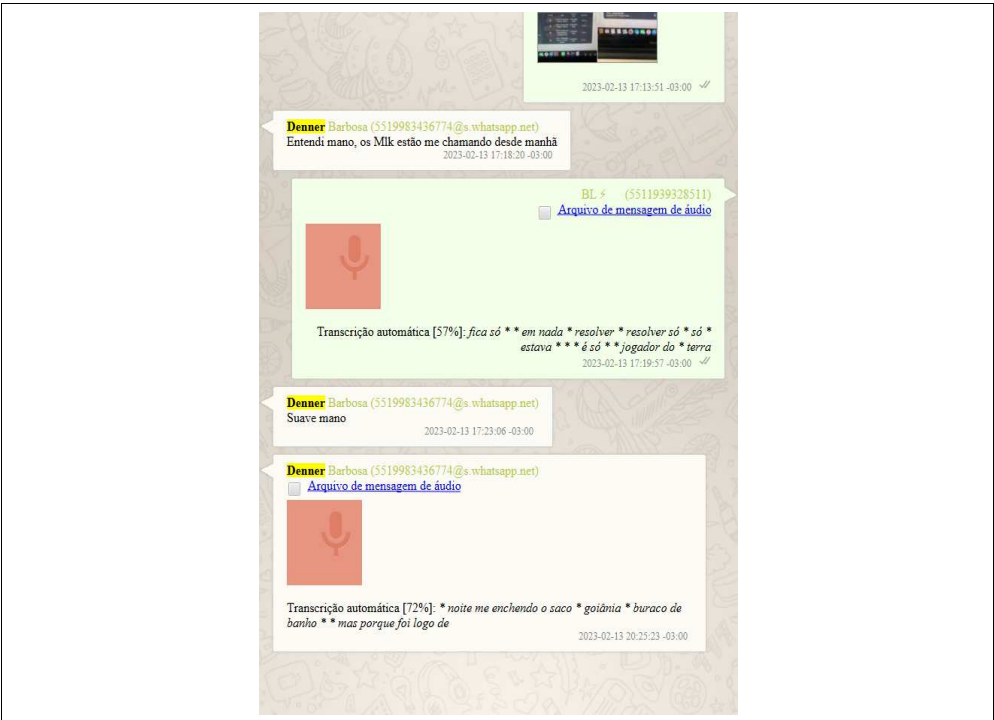 2023-02-13 17:13:51 -03:00
Denner Barbosa (5519983436774@s.whatsapp.net)
Entendi mano, os Mlk estão me chamando desde manhã
2023-02-13 17:18:20 -03:00
BL ⚡ (5511939328511)
Arquivo de mensagem de áudio
Transcrição automática [57%]: fica só * * em nada * resolver * resolver só * só *
estava * * * é só * * jogador do * terra
2023-02-13 17:19:57 -03:00
Denner Barbosa (5519983436774@s.whatsapp.net)
Suave mano
2023-02-13 17:23:06 -03:00
Denner Barbosa (5519983436774@s.whatsapp.net)
Arquivo de mensagem de áudio
Transcrição automática [72%]: * noite me enchendo o saco * goiânia * buraco de
banho * * mas porque foi logo de
2023-02-13 20:25:23 -03:00